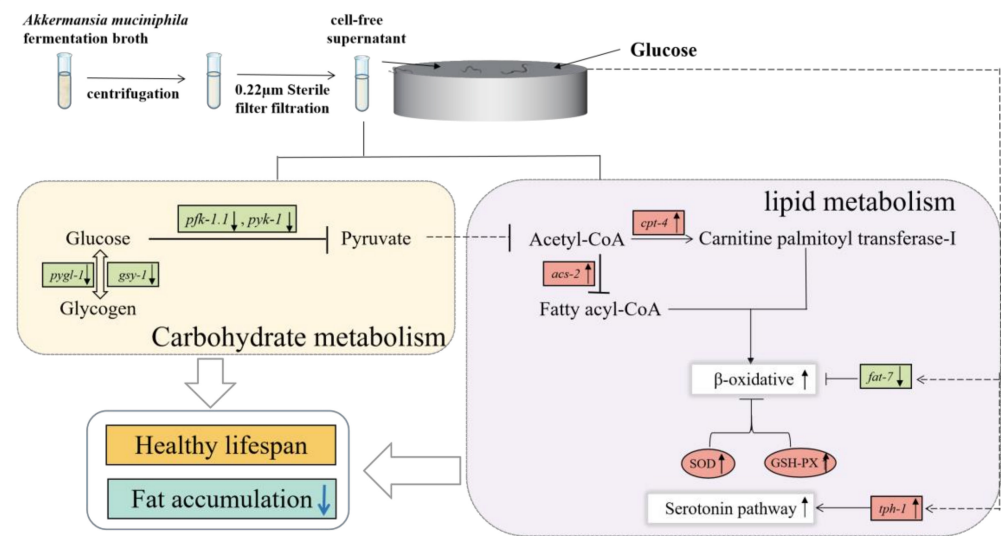 Akkermansia muciniphila
fermentation broth
centrifugation
0.22μm Sterile
filter filtration
cell-free
supernatant
Glucose
pfk-1.1↓, pyk-1↓
Glucose
Pyruvate
pygl-1↓
gsy-1↓
Glycogen
Carbohydrate metabolism
lipid metabolism
cpt-4↑
Acetyl-CoA
Carnitine palmitoyl transferase-I
acs-2↑
Fatty acyl-CoA
β-oxidative↑
fat-7↓
SOD↑
GSH-PX↑
Serotonin pathway↑
tph-1↑
Healthy lifespan
Fat accumulation↓